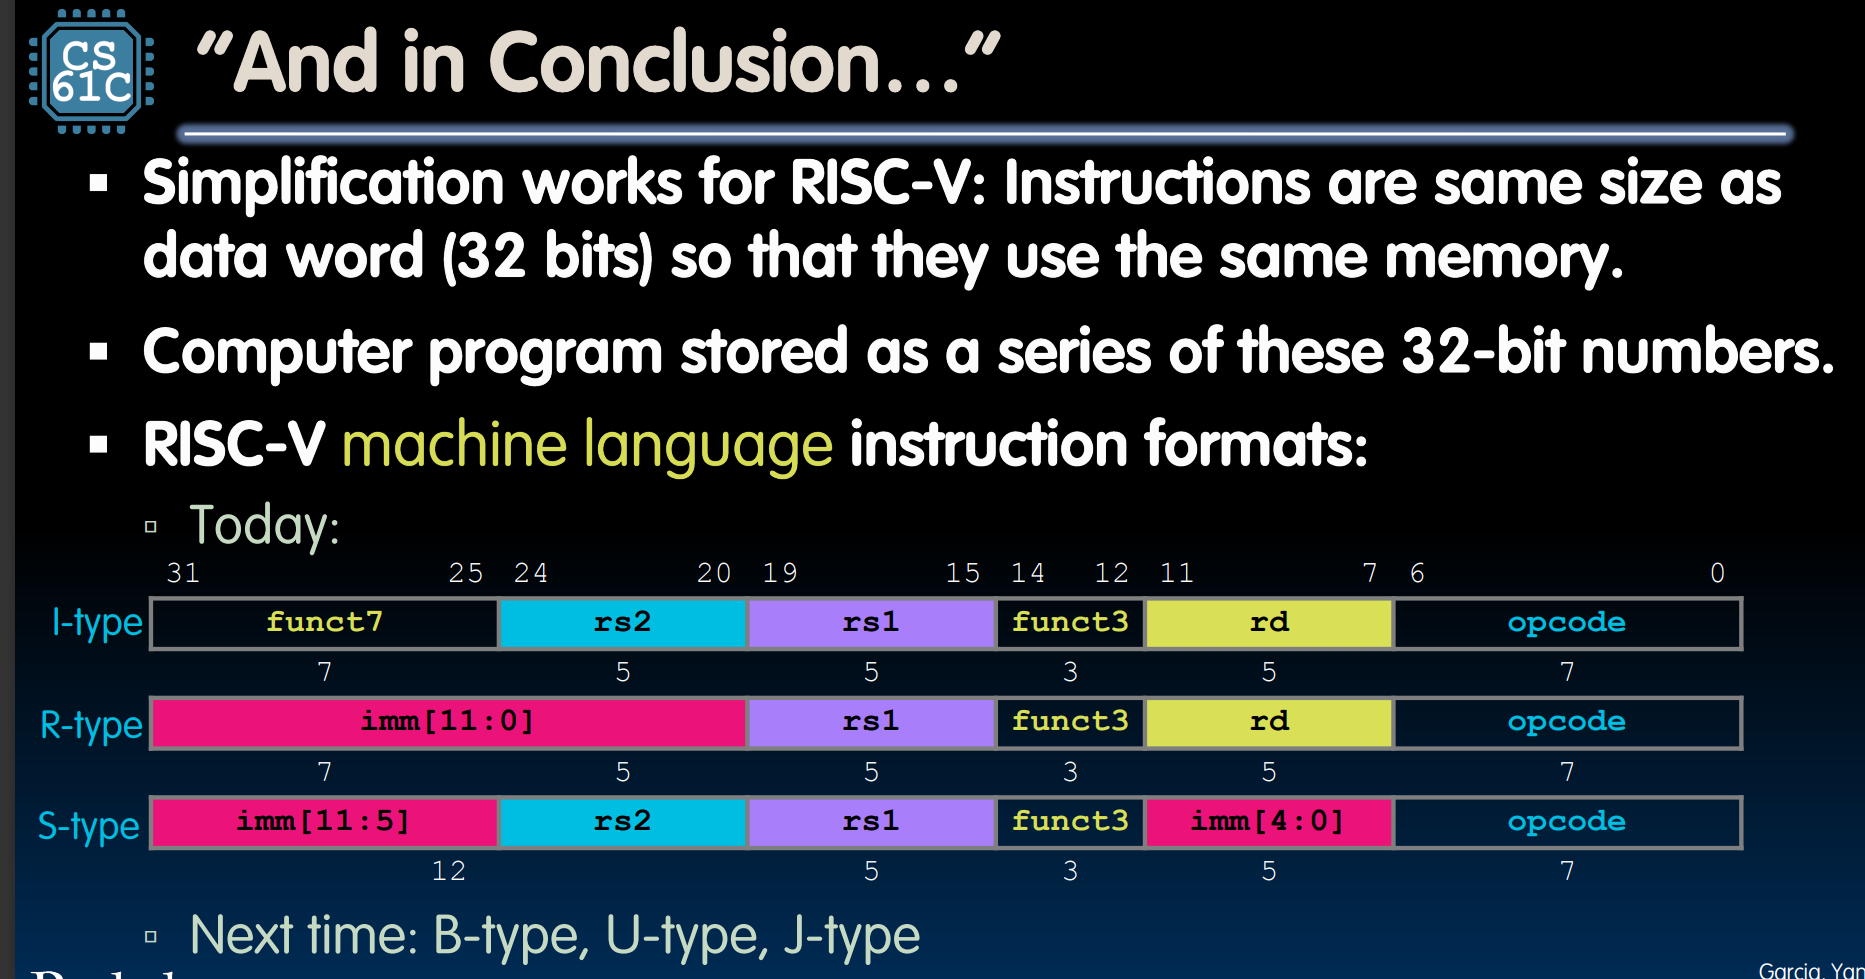 CS
61C
"And in Conclusion…"
▪ Simplification works for RISC-V: Instructions are same size as
data word (32 bits) so that they use the same memory.
▪ Computer program stored as a series of these 32-bit numbers.
▪ RISC-V machine language instruction formats:
▫ Today:
31 25 24 20 19 15 14 12 11 7 6 0
I-type funct7 rs2 rs1 funct3 rd opcode
7 5 5 3 5 7
R-type imm[11:0] rs1 funct3 rd opcode
7 5 5 3 5 7
S-type imm[11:5] rs2 rs1 funct3 imm[4:0] opcode
12 5 3 5 7
▫ Next time: B-type, U-type, J-type
Garcia, Yan